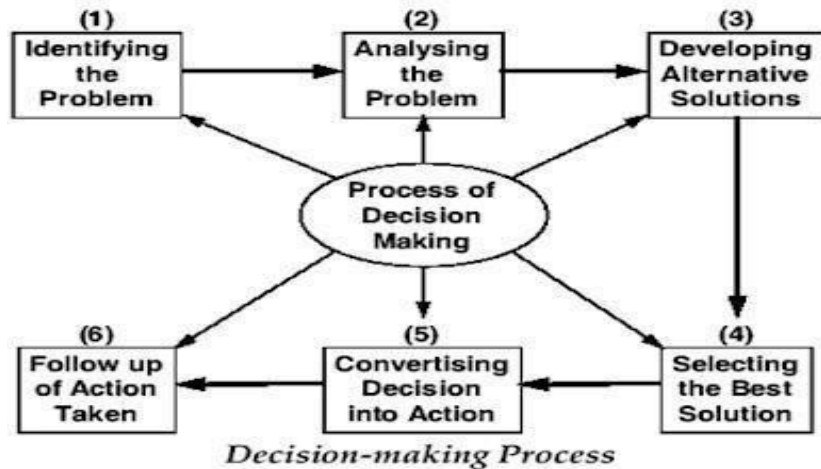 (1)
Identifying
the
Problem
(2)
Analysing
the
Problem
(3)
Developing
Alternative
Solutions
Process of
Decision
Making
(6)
Follow up
of Action
Taken
(5)
Convertising
Decision
into Action
(4)
Selecting
the Best
Solution
Decision-making Process